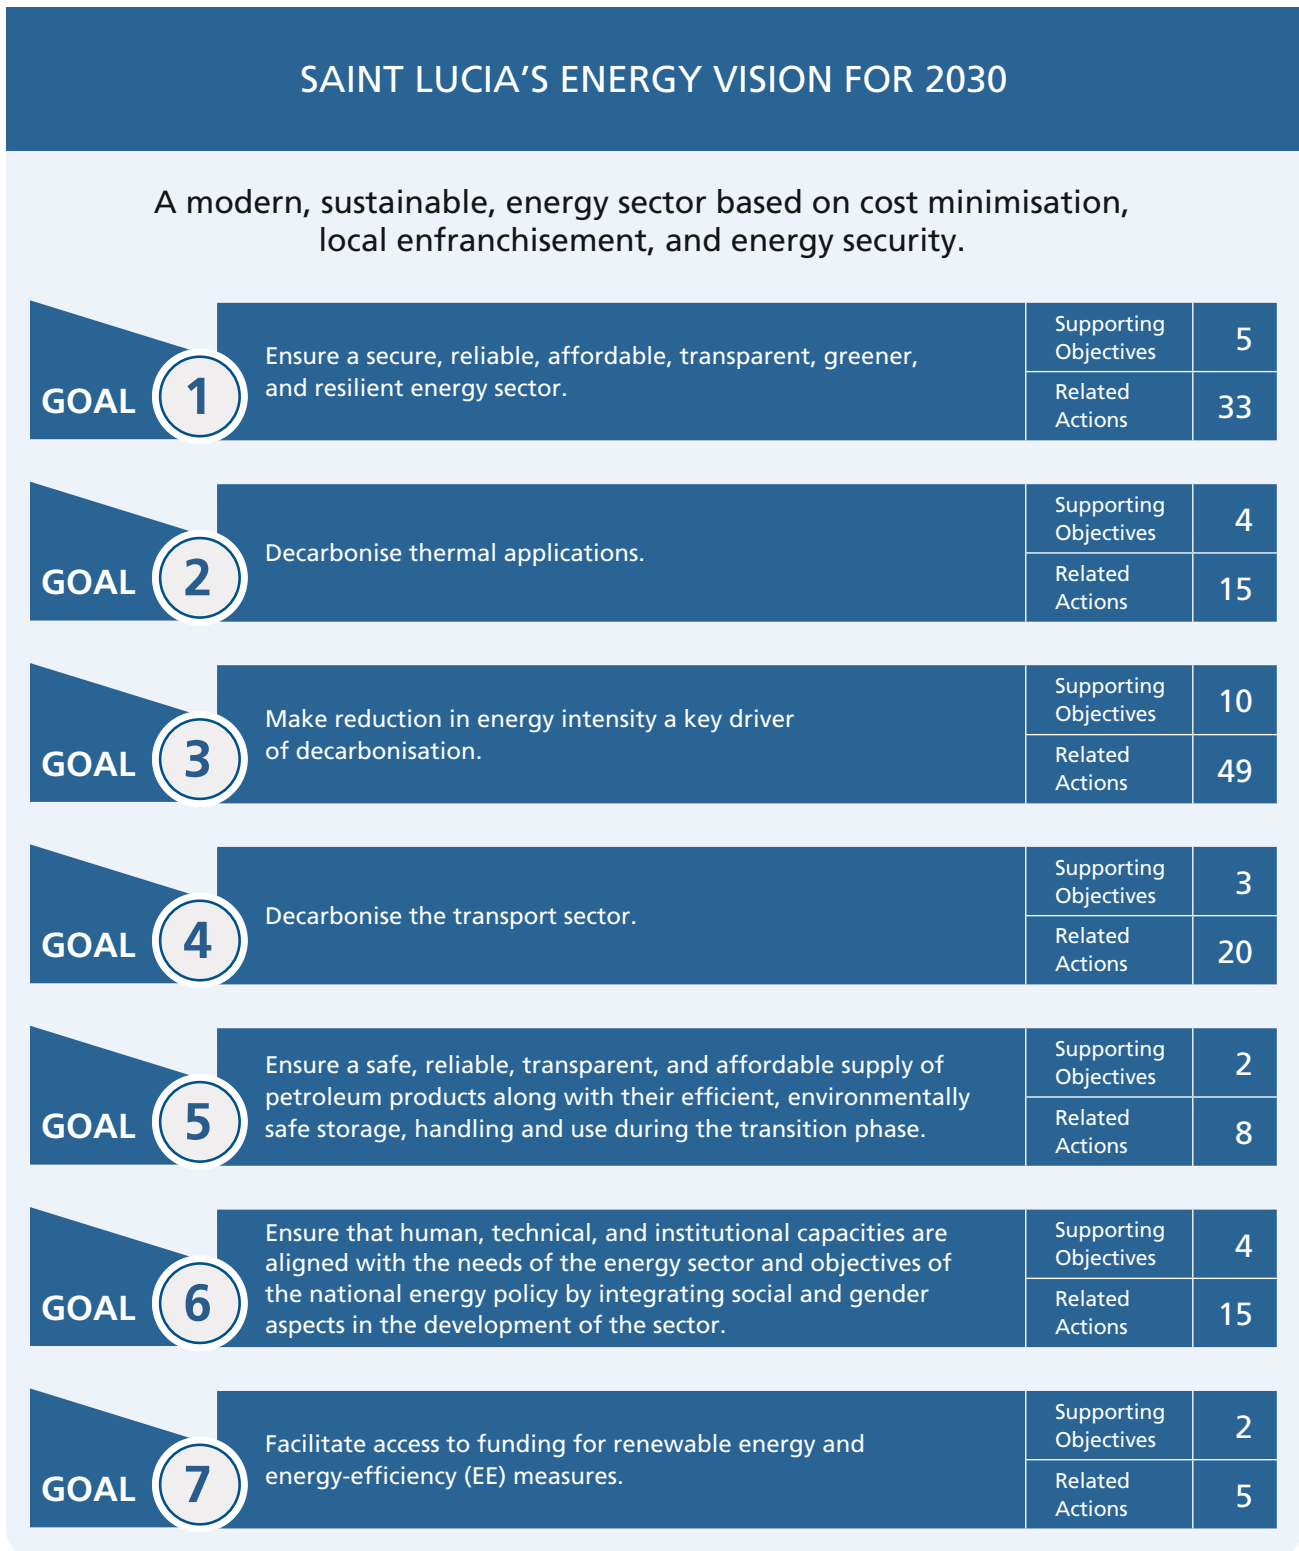 SAINT LUCIA'S ENERGY VISION FOR 2030
A modern, sustainable, energy sector based on cost minimisation,
local enfranchisement, and energy security.
GOAL 1
Ensure a secure, reliable, affordable, transparent, greener,
and resilient energy sector.
Supporting
Objectives
5
Related
Actions
33
GOAL 2
Decarbonise thermal applications.
Supporting
Objectives
4
Related
Actions
15
GOAL 3
Make reduction in energy intensity a key driver
of decarbonisation.
Supporting
Objectives
10
Related
Actions
49
GOAL 4
Decarbonise the transport sector.
Supporting
Objectives
3
Related
Actions
20
GOAL 5
Ensure a safe, reliable, transparent, and affordable supply of
petroleum products along with their efficient, environmentally
safe storage, handling and use during the transition phase.
Supporting
Objectives
2
Related
Actions
8
GOAL 6
Ensure that human, technical, and institutional capacities are
aligned with the needs of the energy sector and objectives of
the national energy policy by integrating social and gender
aspects in the development of the sector.
Supporting
Objectives
4
Related
Actions
15
GOAL 7
Facilitate access to funding for renewable energy and
energy-efficiency (EE) measures.
Supporting
Objectives
2
Related
Actions
5